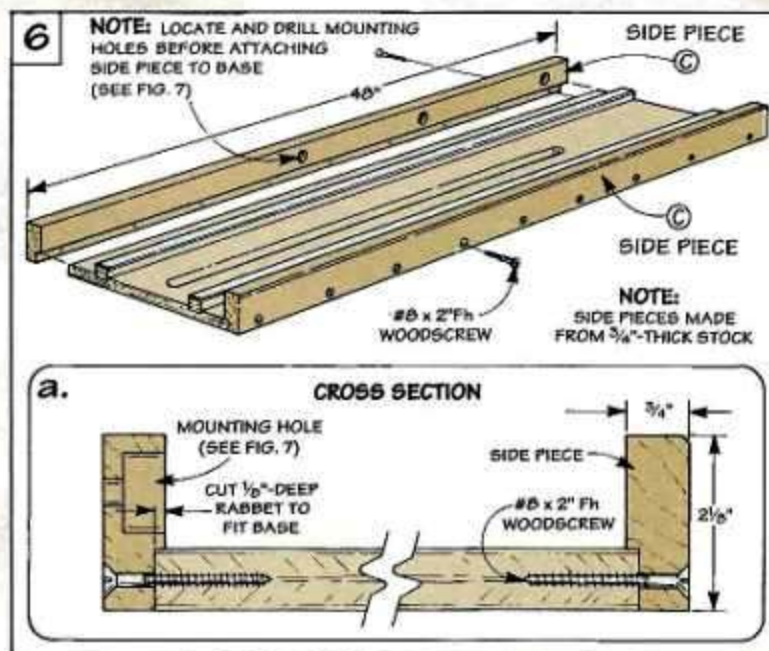 6
NOTE: LOCATE AND DRILL MOUNTING
HOLES BEFORE ATTACHING
SIDE PIECE TO BASE
(SEE FIG. 7)
SIDE PIECE
C
48"
C
SIDE PIECE
#8 x 2" Fh
WOODSCREW
NOTE:
SIDE PIECES MADE
FROM 3/4"-THICK STOCK
a.
CROSS SECTION
MOUNTING HOLE
(SEE FIG. 7)
CUT 1/8"-DEEP
RABBET TO
FIT BASE
3/4"
SIDE PIECE
#8 x 2" Fh
WOODSCREW
2 1/8"